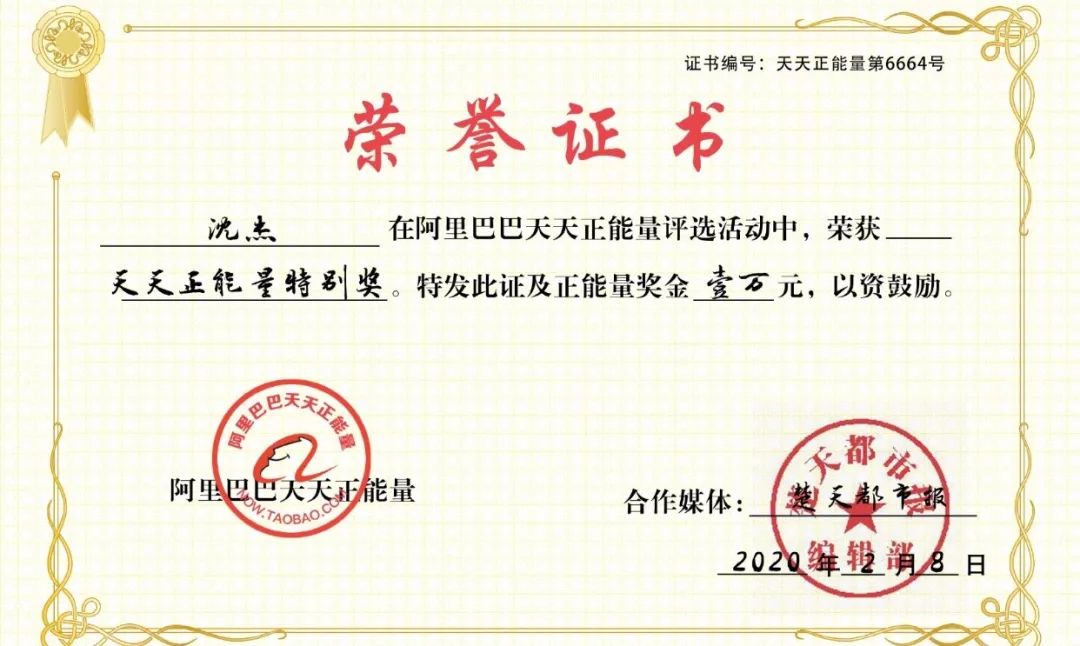 证书编号：天天正能量第6664号
荣誉证书
沈杰 在阿里巴巴天天正能量评选活动中，荣获
天天正能量特别奖。特发此证及正能量奖金壹万元，以资鼓励。
阿里巴巴天天正能量
NOW.TAOBAO.COM
阿里巴巴天天正能量
楚天都市报
编辑部
合作媒体：楚天都市报
2020年2月8日